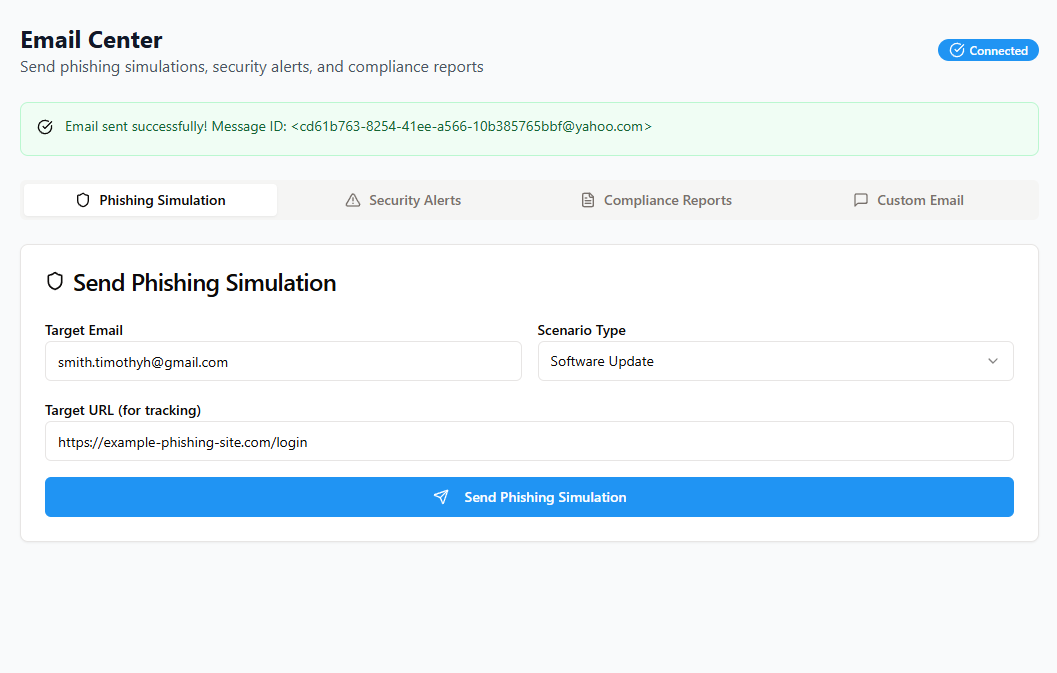 Email Center
Send phishing simulations, security alerts, and compliance reports
Connected
Email sent successfully! Message ID: <cd61b763-8254-41ee-a566-10b385765bbf@yahoo.com>
Phishing Simulation
Security Alerts
Compliance Reports
Custom Email
Send Phishing Simulation
Target Email
Scenario Type
smith.timothyh@gmail.com
Software Update
Target URL (for tracking)
https://example-phishing-site.com/login
Send Phishing Simulation